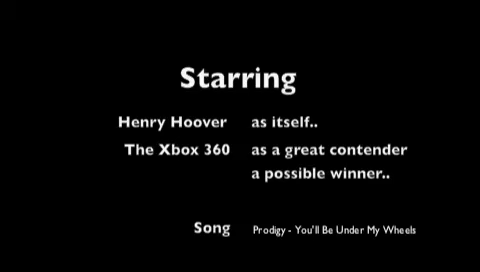 Starring
Henry Hoover as itself..
The Xbox 360 as a great contender
a possible winner..
Song Prodigy - You'll Be Under My Wheels